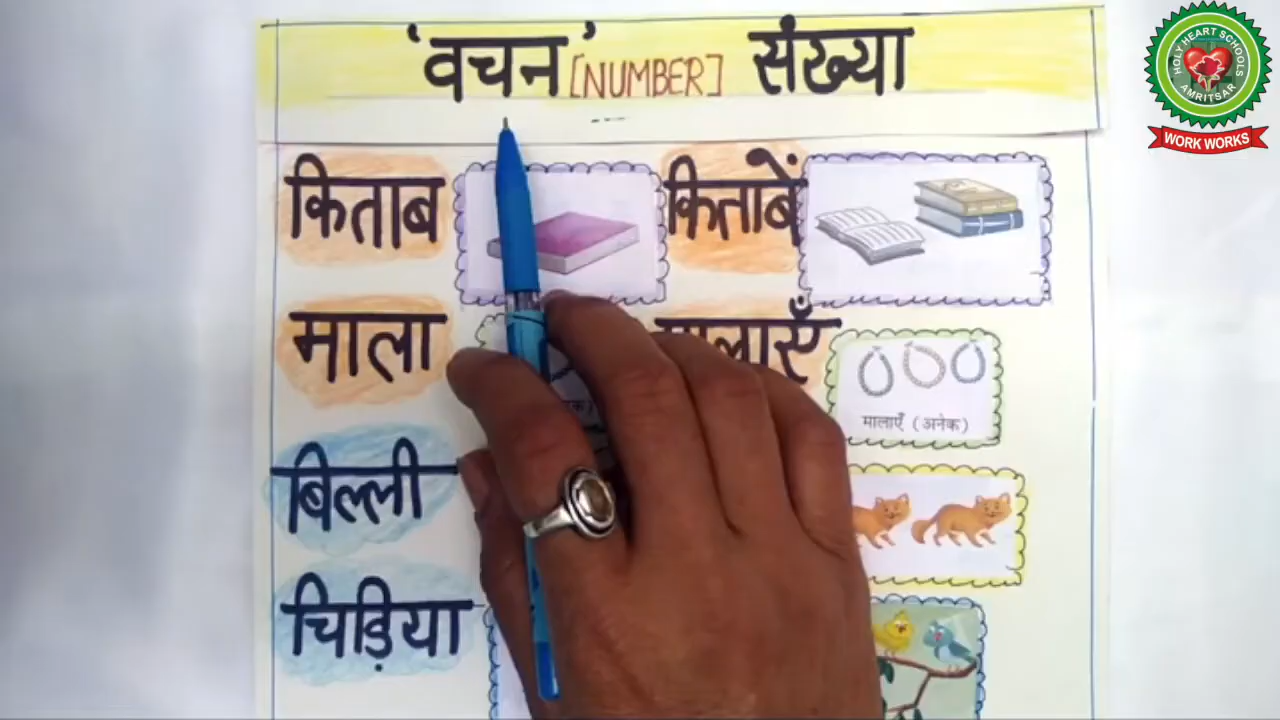 'वचन' [NUMBER] संख्या
किताब किताबें
माला मालाएँ
मालाएँ (अनेक)
बिल्ली
चिड़िया
HOLY HEART SCHOOLS
AMRITSAR
WORK WORKS